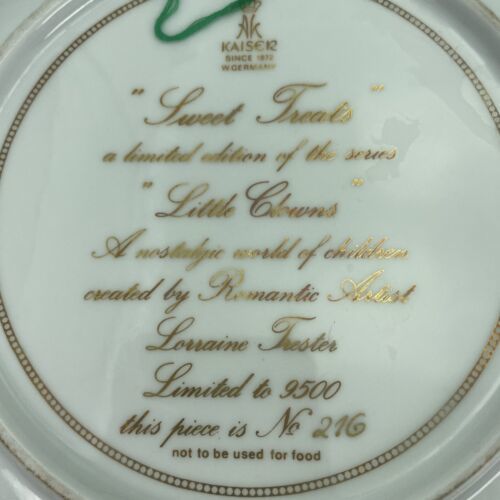 KAISER
SINCE 1872
W. GERMANY
"Sweet Treats"
a limited edition of the series
"Little Clowns"
A nostalgic world of children
created by Romantic Artist
Lorraine Trester
Limited to 9500
this piece is No 216
not to be used for food